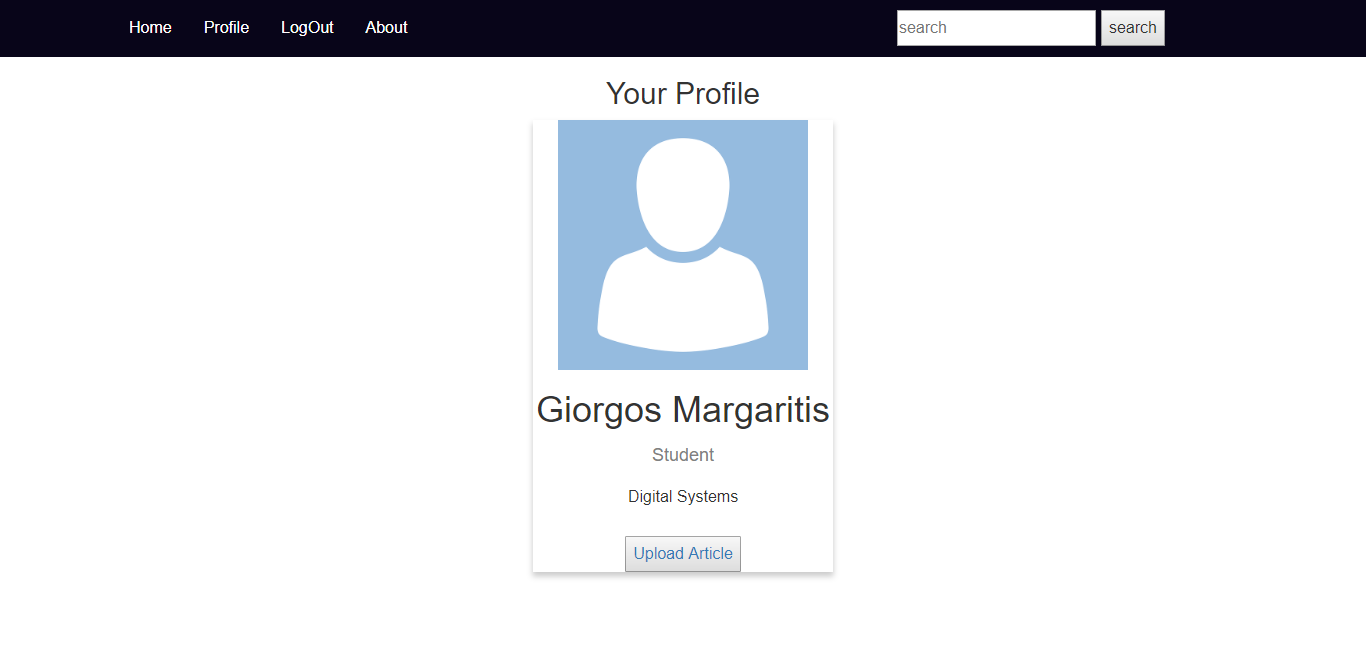 Home Profile LogOut About search search
Your Profile
Giorgos Margaritis
Student
Digital Systems
Upload Article